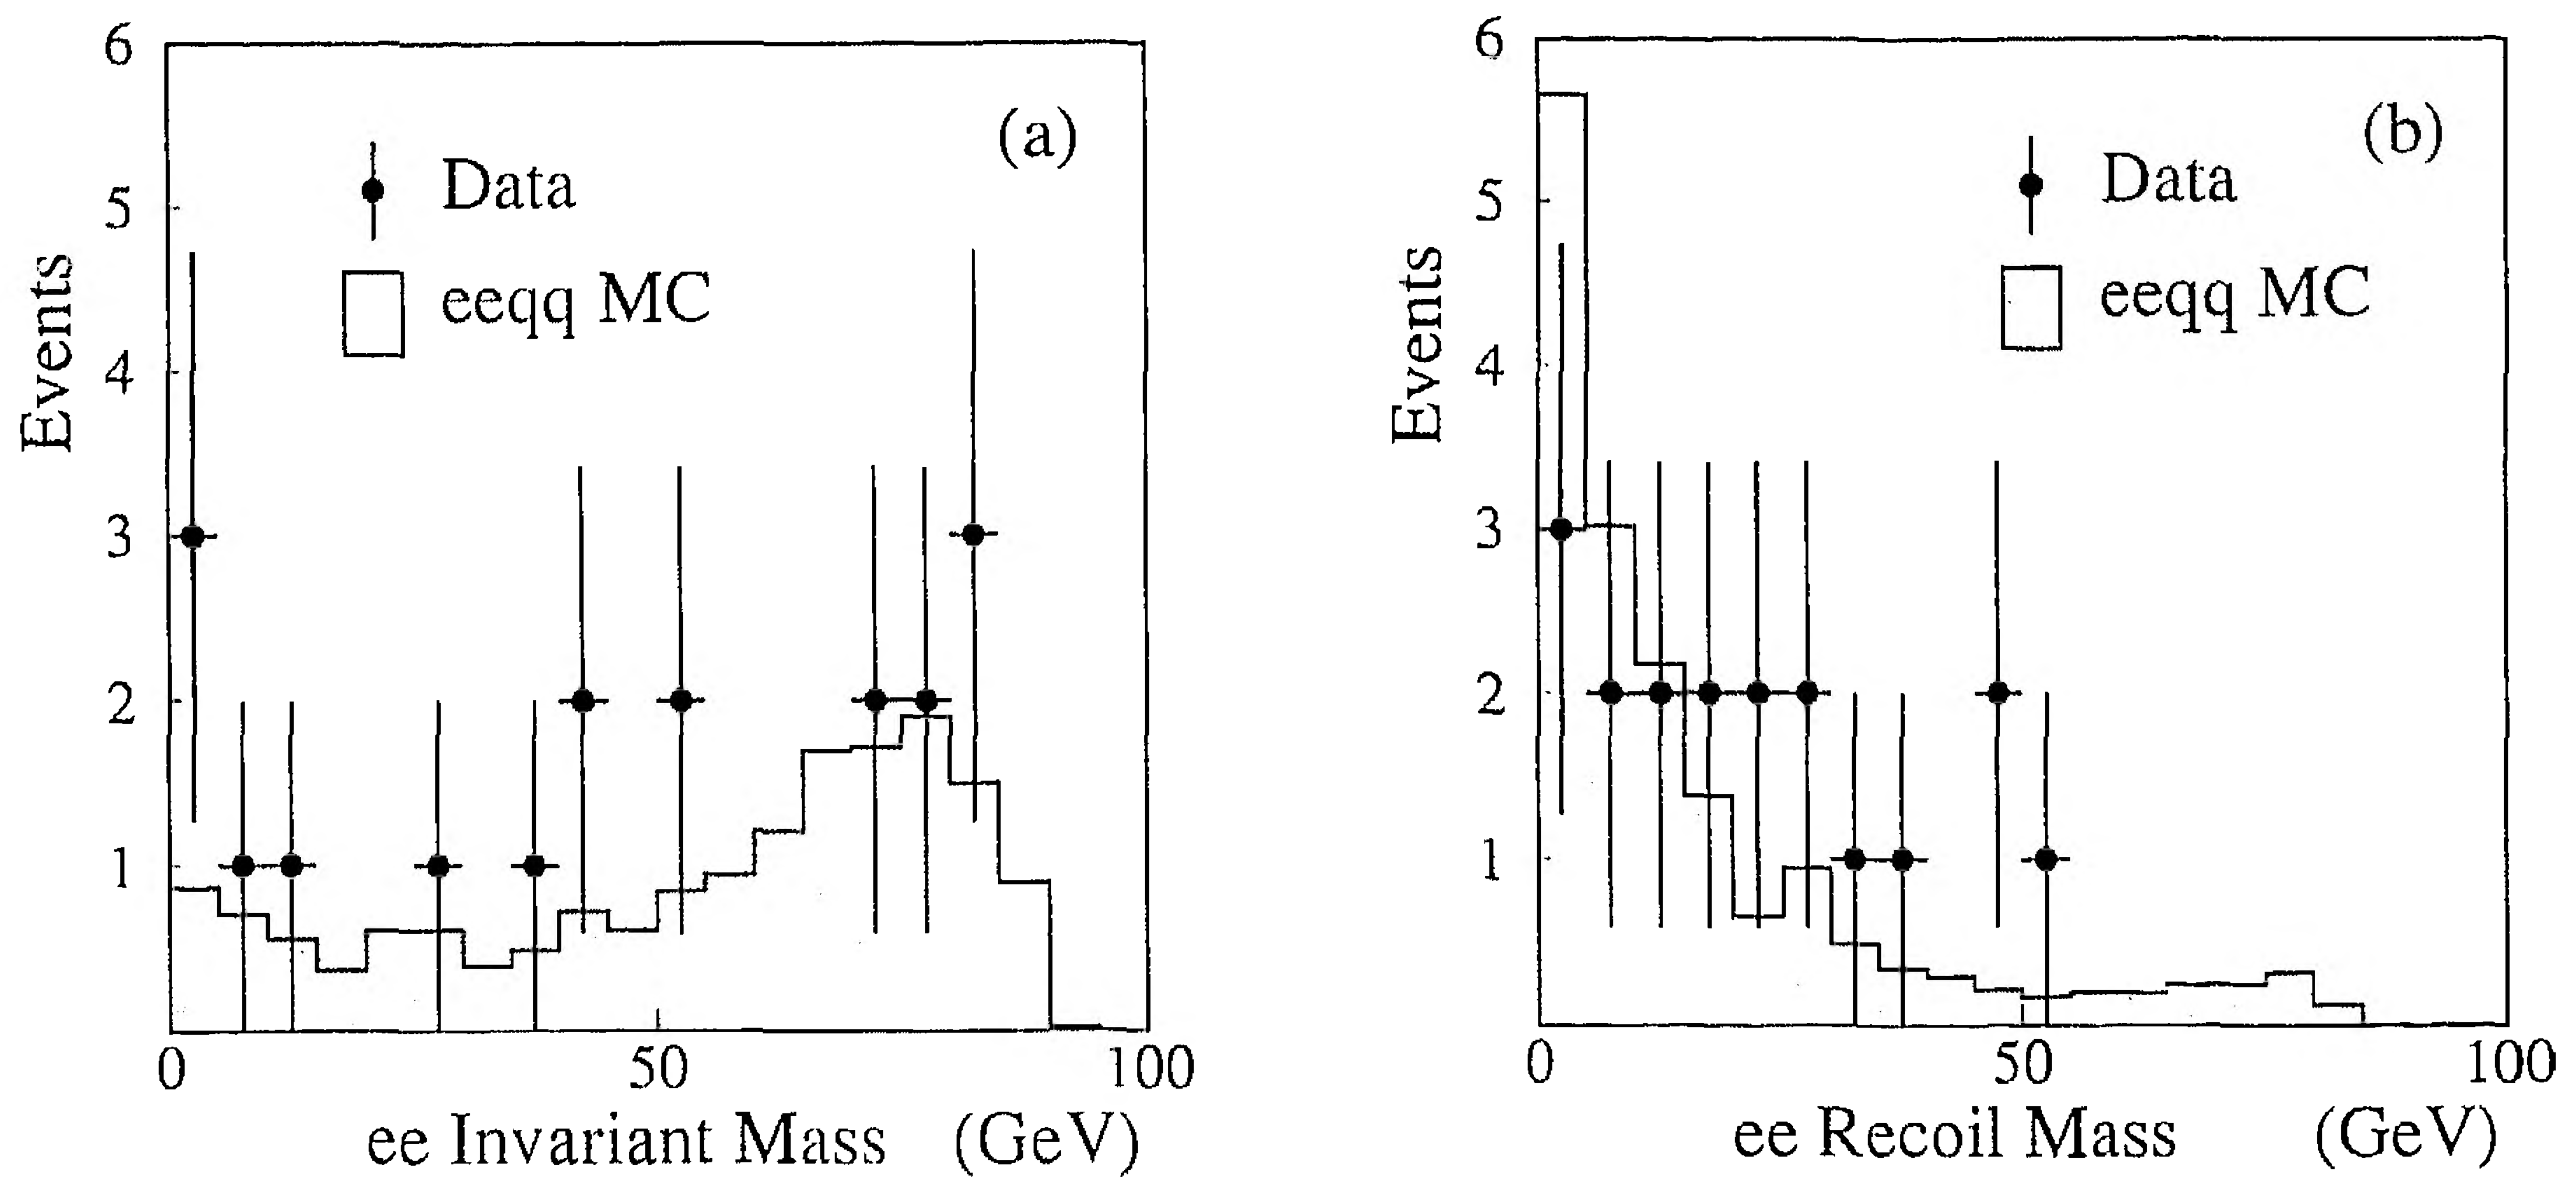 6
5
4
3
2
1
Events
(a)
Data
eeqq MC
0 50 100
ee Invariant Mass (GeV)
6
5
4
3
2
1
Events
(b)
Data
eeqq MC
0 50 100
ee Recoil Mass (GeV)